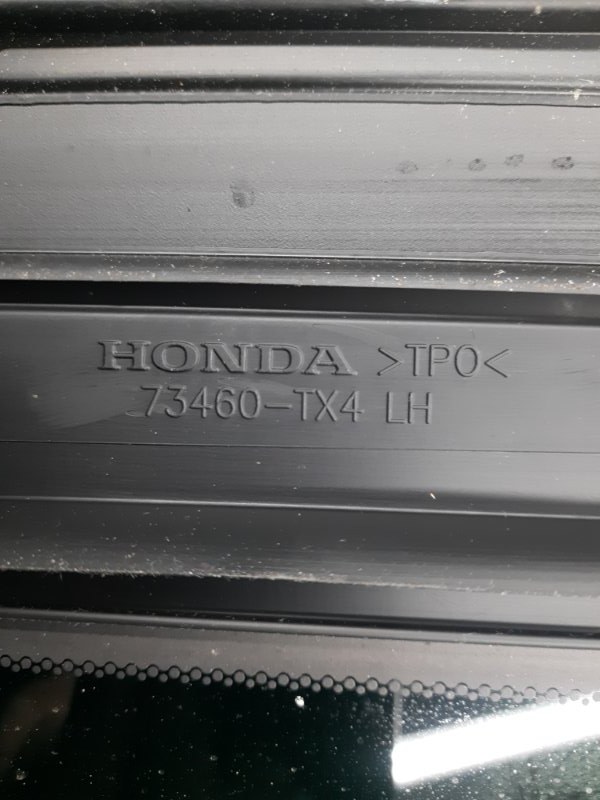 HONDA >TPO<
73460-TX4 LH